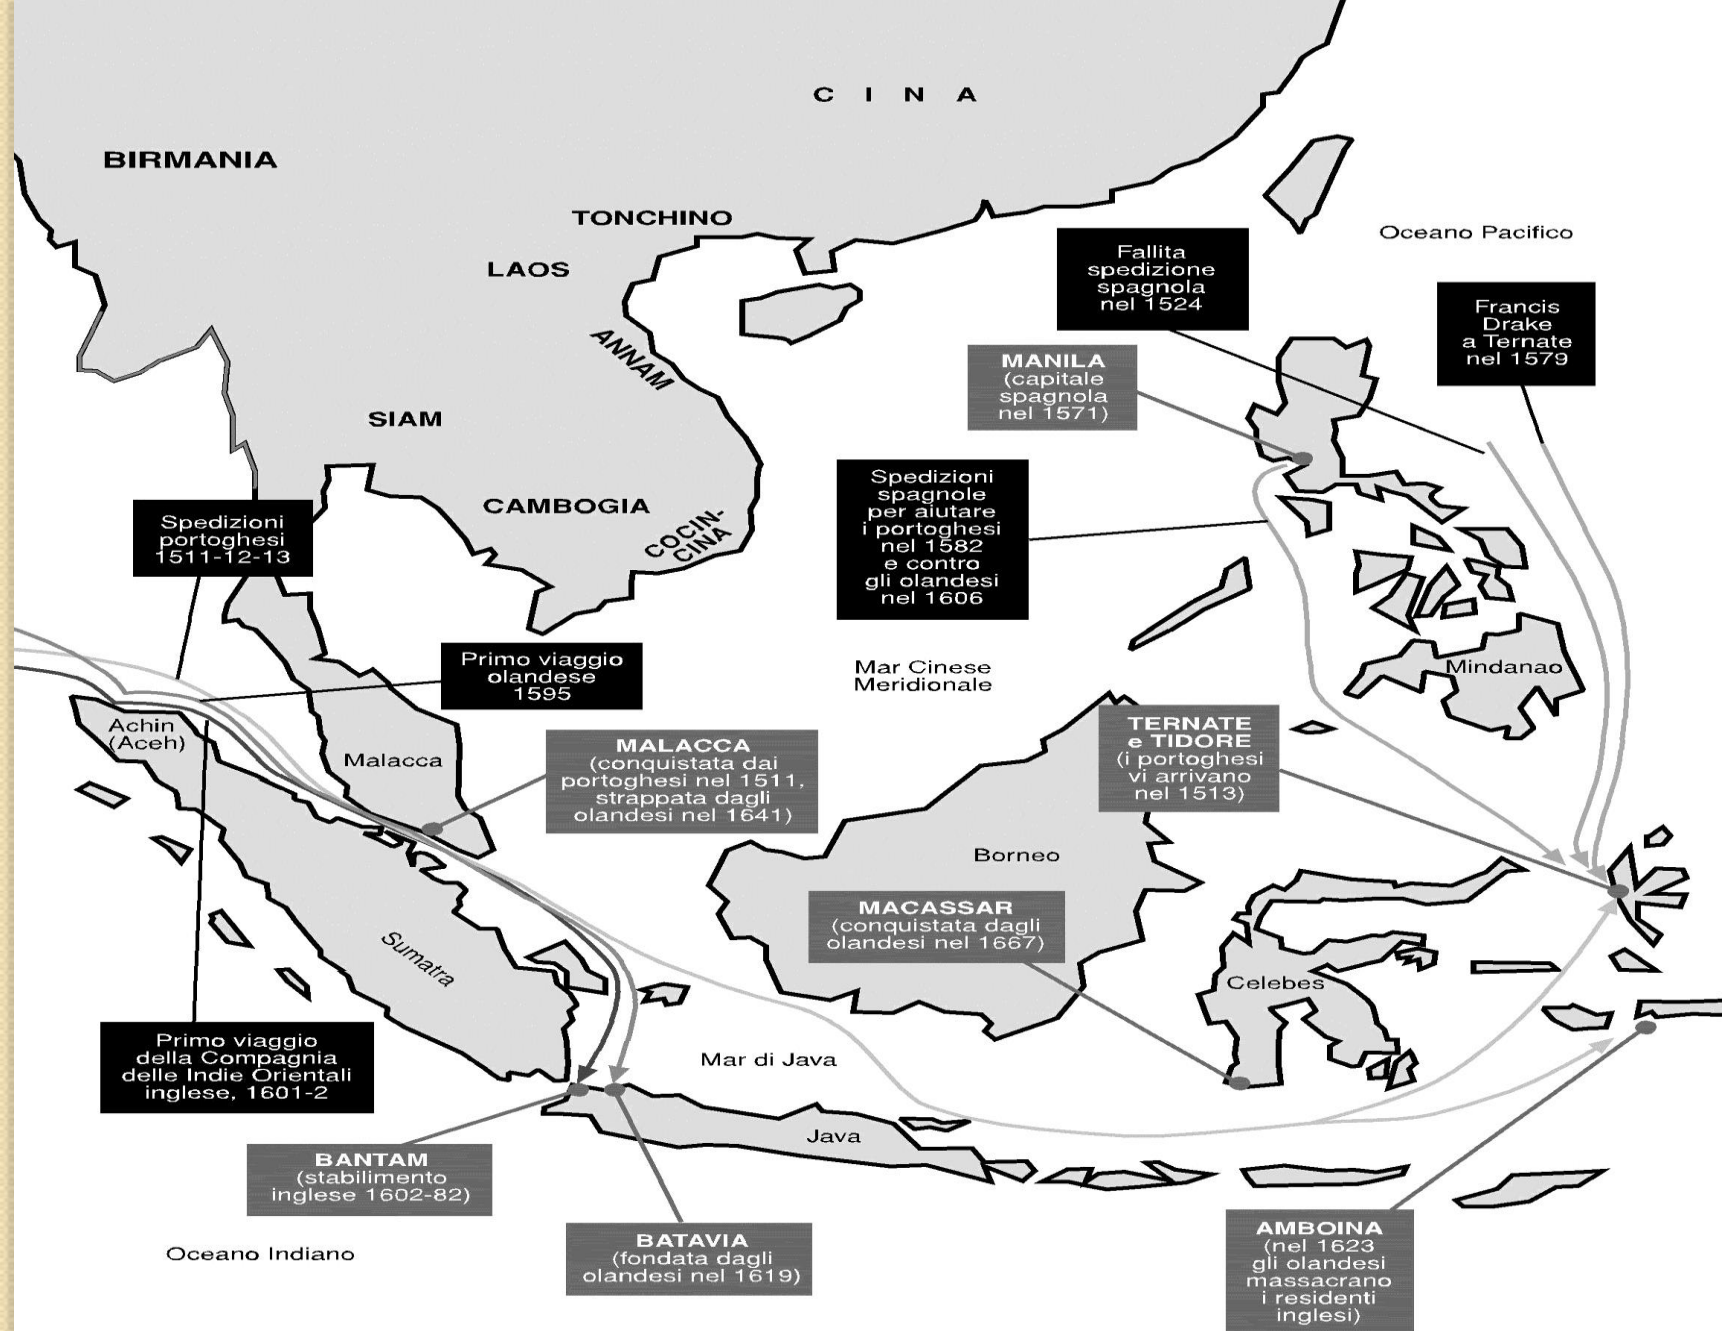 C I N A
BIRMANIA
TONCHINO
LAOS
Oceano Pacifico
Fallita
spedizione
spagnola
nel 1524
Francis
Drake
a Ternate
nel 1579
ANNAM
MANILA
(capitale
spagnola
nel 1571)
SIAM
CAMBOGIA
COCIN-
CINA
Spedizioni
spagnole
per aiutare
i portoghesi
nel 1582
e contro
gli olandesi
nel 1606
Spedizioni
portoghesi
1511-12-13
Primo viaggio
olandese
1595
Mar Cinese
Meridionale
Mindanao
Achin
(Aceh)
Malacca
MALACCA
(conquistata dai
portoghesi nel 1511,
strappata dagli
olandesi nel 1641)
TERNATE
e TIDORE
(i portoghesi
vi arrivano
nel 1513)
Borneo
MACASSAR
(conquistata dagli
olandesi nel 1667)
Sumatra
Celebes
Primo viaggio
della Compagnia
delle Indie Orientali
inglese, 1601-2
Mar di Java
Java
BANTAM
(stabilimento
inglese 1602-82)
Oceano Indiano
BATAVIA
(fondata dagli
olandesi nel 1619)
AMBOINA
(nel 1623
gli olandesi
massacrano
i residenti
inglesi)